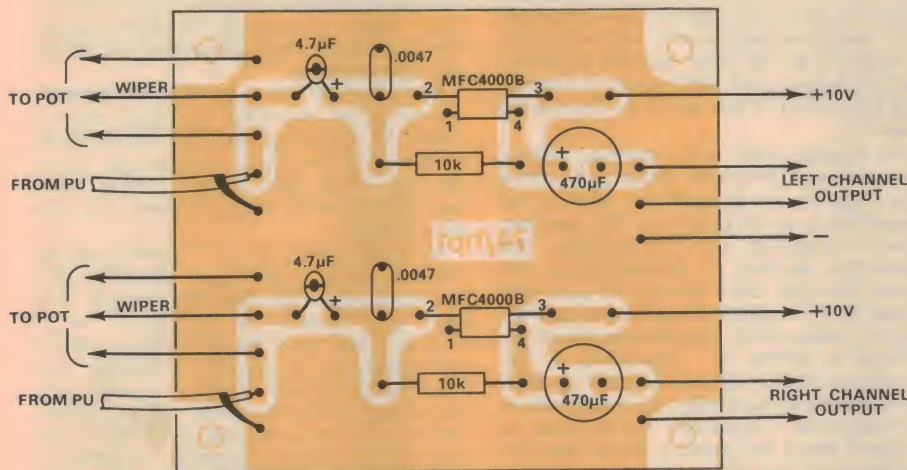 4.7µF
.0047
MFC4000B
2 3
1 4
WIPER
TO POT
+10V
10k
+
470µF
+
FROM PU
LEFT CHANNEL
OUTPUT
−
4.7µF
.0047
MFC4000B
2 3
1 4
WIPER
TO POT
+10V
10k
+
470µF
+
FROM PU
RIGHT CHANNEL
OUTPUT